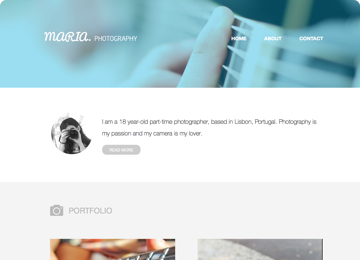 MARIA. PHOTOGRAPHY
HOME ABOUT CONTACT
I am a 18 year-old part-time photographer, based in Lisbon, Portugal. Photography is
my passion and my camera is my lover.
READ MORE
PORTFOLIO